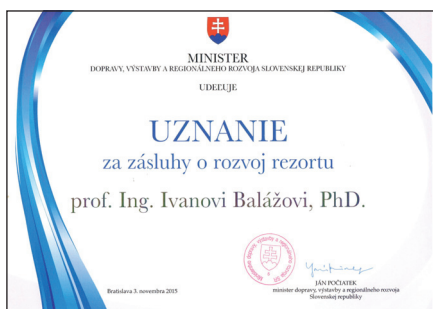 MINISTER
DOPRAVY, VÝSTAVBY A REGIONÁLNEHO ROZVOJA SLOVENSKEJ REPUBLIKY
UDEĽUJE
UZNANIE
za zásluhy o rozvoj rezortu
prof. Ing. Ivanovi Balážovi, PhD.
JÁN POČIATEK
Bratislava 3. novembra 2015
minister dopravy, výstavby a regionálneho rozvoja
Slovenskej republiky